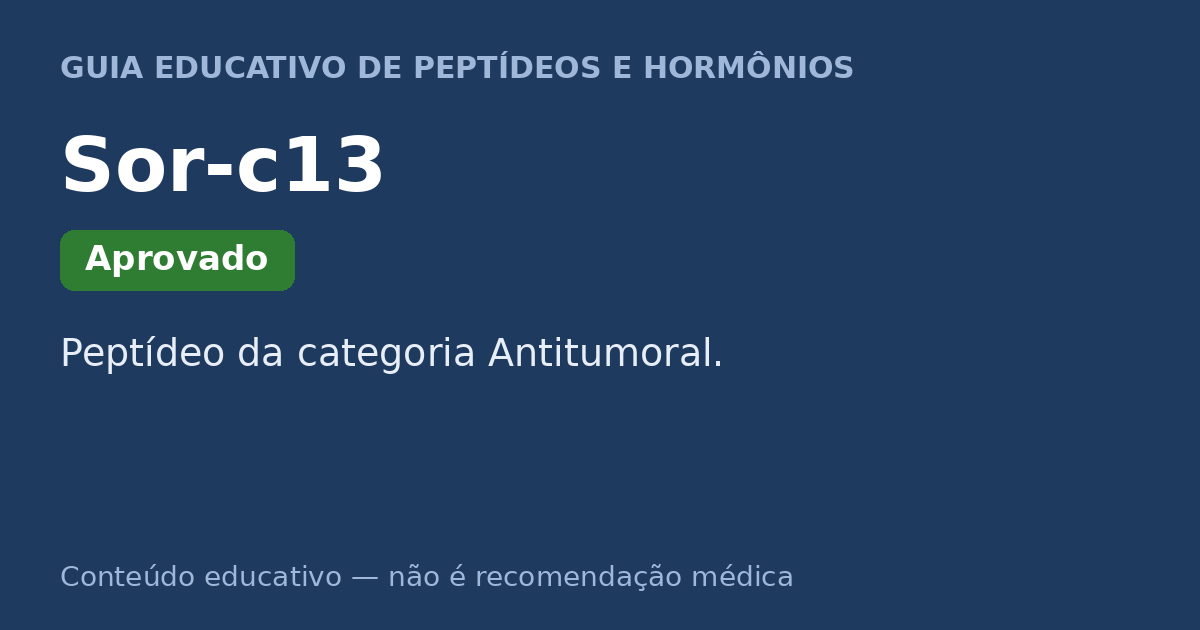 GUIA EDUCATIVO DE PEPTÍDEOS E HORMÔNIOS
Sor-c13
Aprovado
Peptídeo da categoria Antitumoral.
Conteúdo educativo — não é recomendação médica